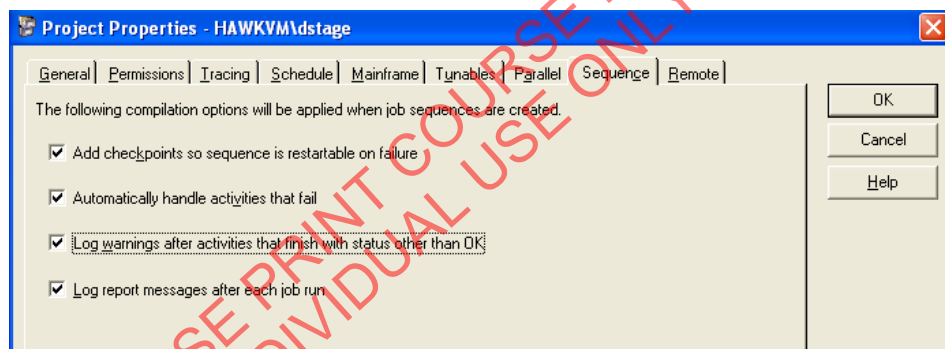 Project Properties - HAWKVM\dstage
General Permissions Tracing Schedule Mainframe Tunables Parallel Sequence Remote
The following compilation options will be applied when job sequences are created.
Add checkpoints so sequence is restartable on failure
Automatically handle activities that fail
Log warnings after activities that finish with status other than OK
Log report messages after each job run
OK
Cancel
Help
PRINT COURSE
INDIVIDUAL USE ONLY